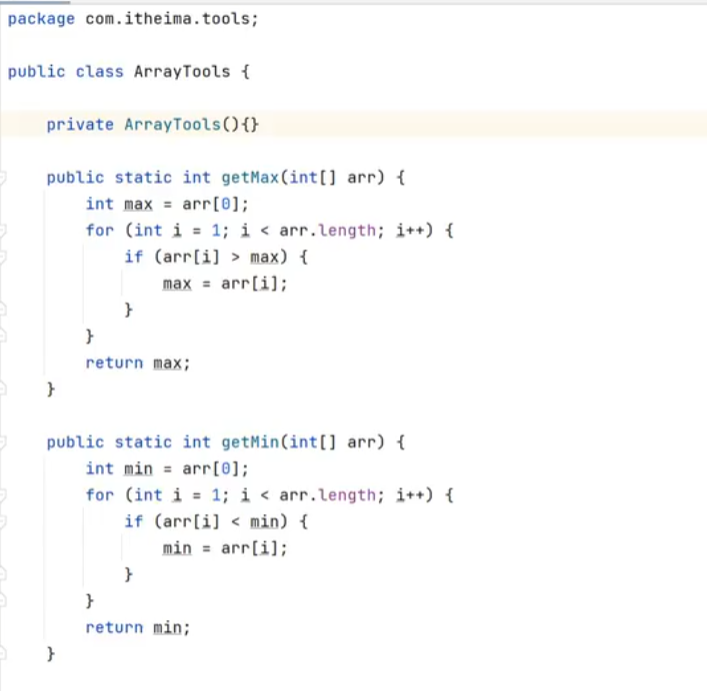 package com.itheima.tools;
public class ArrayTools {
private ArrayTools(){}
public static int getMax(int[] arr) {
int max = arr[0];
for (int i = 1; i < arr.length; i++) {
if (arr[i] > max) {
max = arr[i];
}
}
return max;
}
public static int getMin(int[] arr) {
int min = arr[0];
for (int i = 1; i < arr.length; i++) {
if (arr[i] < min) {
min = arr[i];
}
}
return min;
}